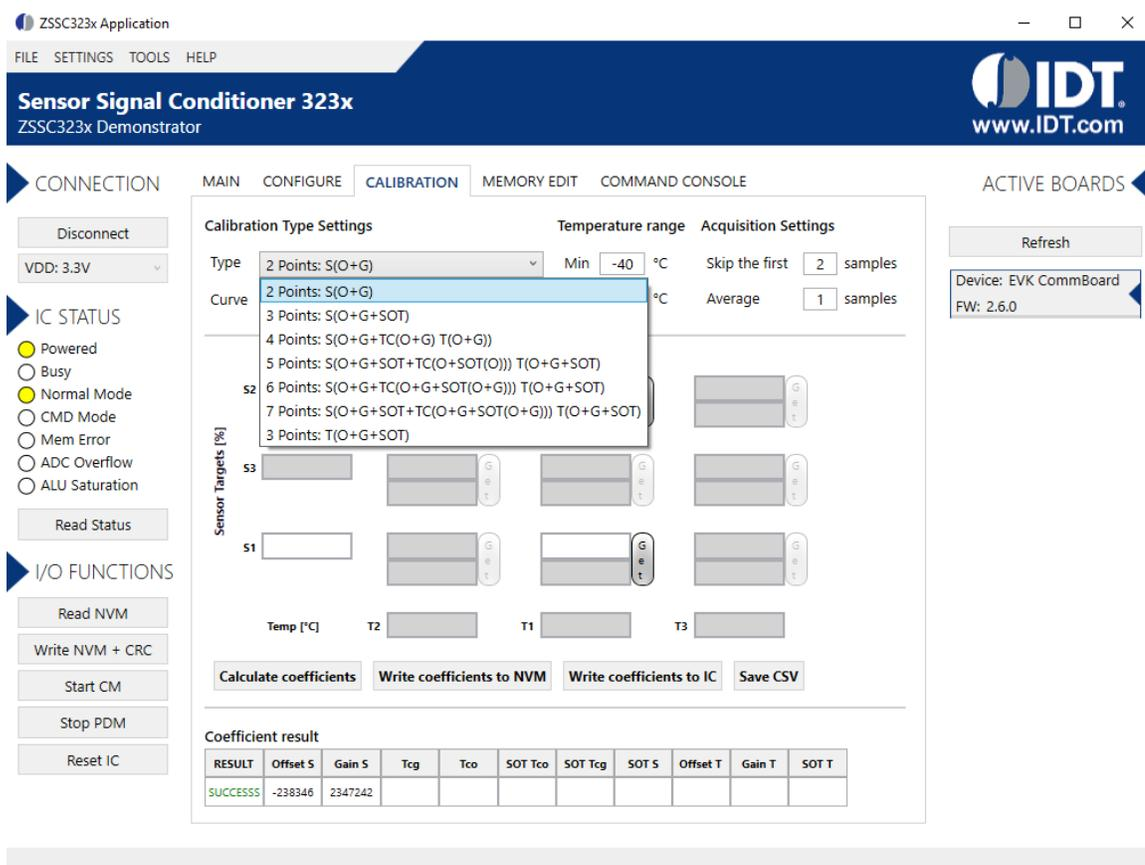 ZSSC323x Application
FILE SETTINGS TOOLS HELP
Sensor Signal Conditioner 323x
ZSSC323x Demonstrator
IDT.
www.IDT.com
CONNECTION
Disconnect
VDD: 3.3V
IC STATUS
Powered
Busy
Normal Mode
CMD Mode
Mem Error
ADC Overflow
ALU Saturation
Read Status
I/O FUNCTIONS
Read NVM
Write NVM + CRC
Start CM
Stop PDM
Reset IC
MAIN CONFIGURE CALIBRATION MEMORY EDIT COMMAND CONSOLE
Calibration Type Settings Temperature range Acquisition Settings
Type 2 Points: S(O+G) Min -40 °C Skip the first 2 samples
Curve °C Average 1 samples
2 Points: S(O+G)
3 Points: S(O+G+SOT)
4 Points: S(O+G+TC(O+G) T(O+G))
5 Points: S(O+G+SOT+TC(O+SOT(O))) T(O+G+SOT)
6 Points: S(O+G+TC(O+G+SOT(O+G))) T(O+G+SOT)
7 Points: S(O+G+SOT+TC(O+G+SOT(O+G))) T(O+G+SOT)
3 Points: T(O+G+SOT)
Sensor Targets [%]
S2 Get
S3 Get Get Get
S1 Get Get Get
Temp [°C] T2 T1 T3
Calculate coefficients Write coefficients to NVM Write coefficients to IC Save CSV
Coefficient result
RESULT Offset S Gain S Tcg Tco SOT Tco SOT Tcg SOT S Offset T Gain T SOT T
SUCCESSS -238346 2347242
ACTIVE BOARDS
Refresh
Device: EVK CommBoard
FW: 2.6.0